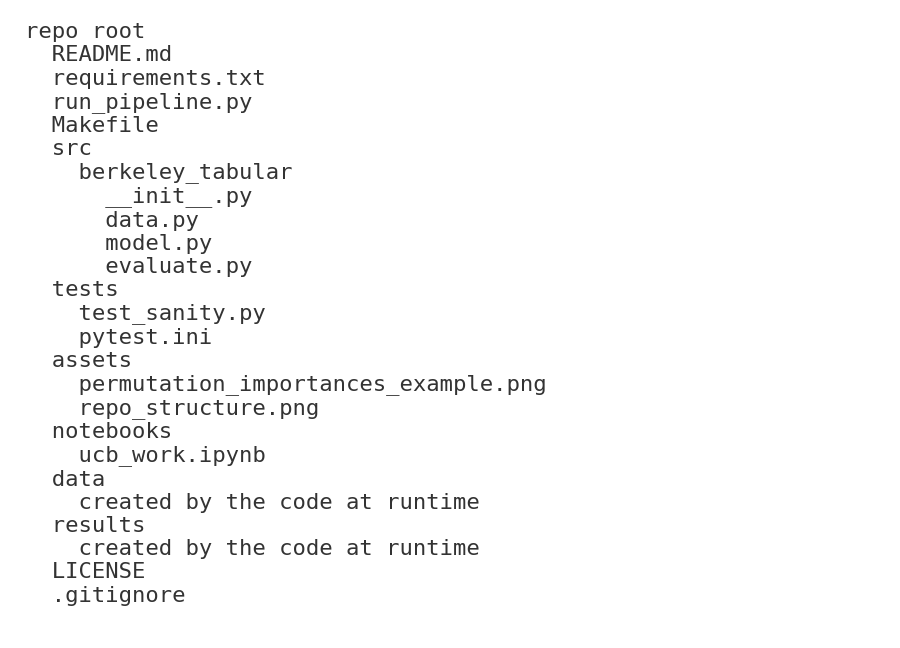 repo root
  README.md
  requirements.txt
  run_pipeline.py
  Makefile
  src
    berkeley_tabular
      __init__.py
      data.py
      model.py
      evaluate.py
  tests
    test_sanity.py
    pytest.ini
  assets
    permutation_importances_example.png
    repo_structure.png
  notebooks
    ucb_work.ipynb
  data
    created by the code at runtime
  results
    created by the code at runtime
  LICENSE
  .gitignore